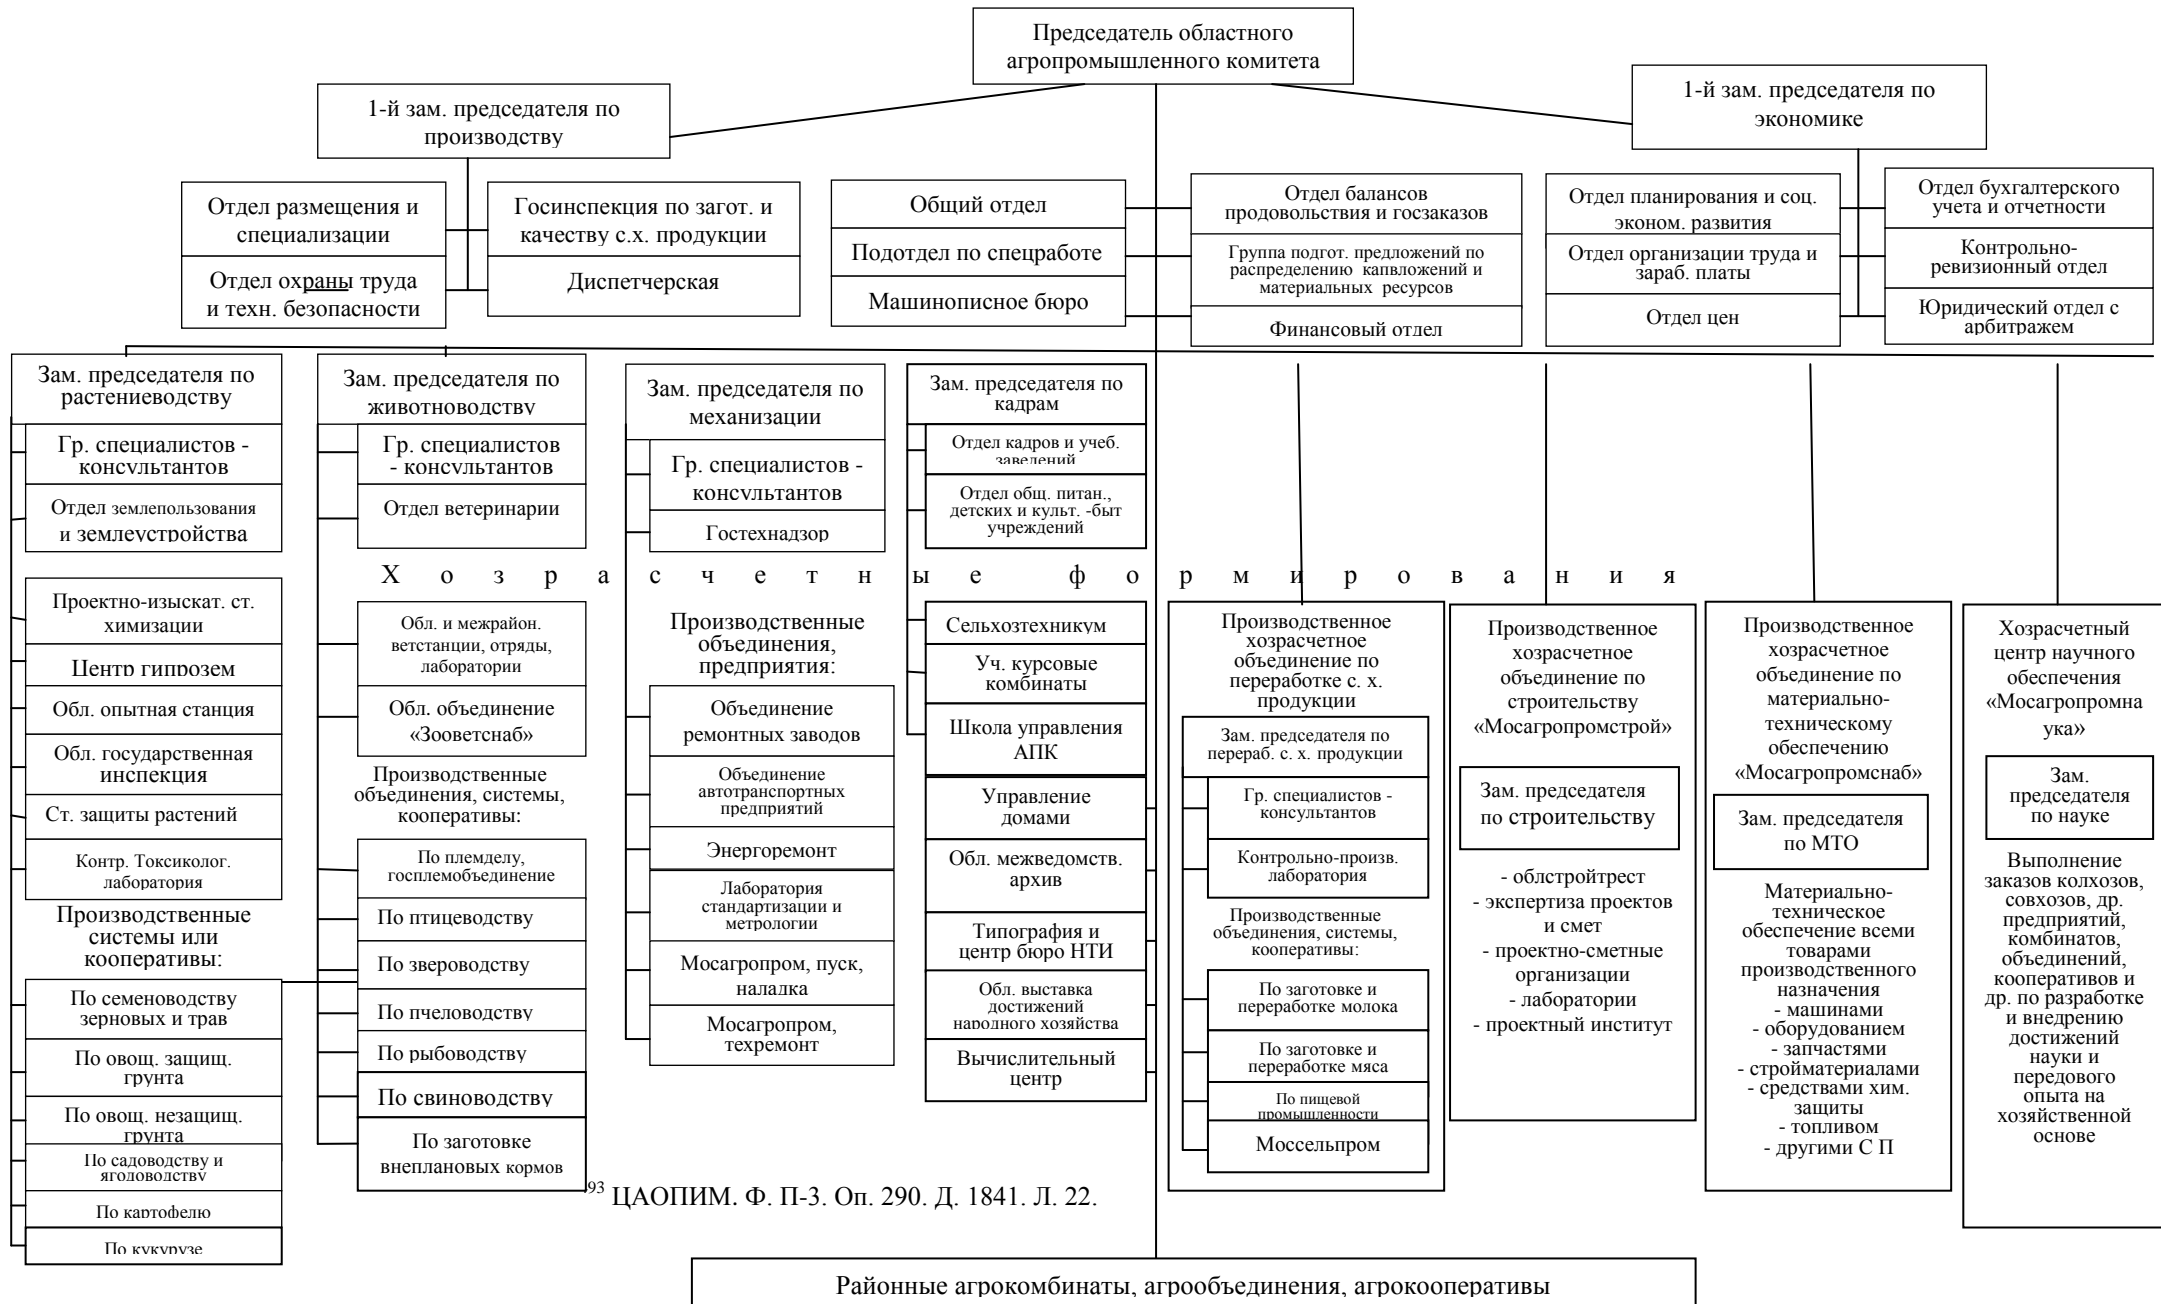 Председатель областного
агропромышленного комитета
1-й зам. председателя по
производству
1-й зам. председателя по
экономике
Отдел размещения и
специализации
Отдел охраны труда
и техн. безопасности
Госинспекция по загот. и
качеству с.х. продукции
Диспетчерская
Общий отдел
Подотдел по спецработе
Машинописное бюро
Отдел балансов
продовольствия и госзаказов
Группа подгот. предложений по
распределению капвложений и
материальных ресурсов
Финансовый отдел
Отдел планирования и соц.
эконом. развития
Отдел организации труда и
зараб. платы
Отдел цен
Отдел бухгалтерского
учета и отчетности
Контрольно-
ревизионный отдел
Юридический отдел с
арбитражем
Зам. председателя по
растениеводству
Гр. специалистов -
консультантов
Отдел землепользования
и землеустройства
Зам. председателя по
животноводству
Гр. специалистов
- консультантов
Отдел ветеринарии
Зам. председателя по
механизации
Гр. специалистов -
консультантов
Гостехнадзор
Зам. председателя по
кадрам
Отдел кадров и учеб.
заведений
Отдел общ. питан.,
детских и культ. -быт
учреждений
Х о з р а с ч е т н ы е ф о р м и р о в а н и я
Проектно-изыскат. ст.
химизации
Центр гипрозем
Обл. опытная станция
Обл. государственная
инспекция
Ст. защиты растений
Контр. Токсиколог.
лаборатория
Производственные
системы или
кооперативы:
По семеноводству
зерновых и трав
По овощ. защищ.
грунта
По овощ. незащищ.
грунта
По садоводству и
ягодоводству
По картофелю
По кукурузе
Обл. и межрайон.
ветстанции, отряды,
лаборатории
Обл. объединение
«Зооветснаб»
Производственные
объединения, системы,
кооперативы:
По племделу,
госплемобъединение
По птицеводству
По звероводству
По пчеловодству
По рыбоводству
По свиноводству
По заготовке
внеплановых кормов
Производственные
объединения,
предприятия:
Объединение
ремонтных заводов
Объединение
автотранспортных
предприятий
Энергоремонт
Лаборатория
стандартизации и
метрологии
Мосагропром, пуск,
наладка
Мосагропром,
техремонт
Сельхозтехникум
Уч. курсовые
комбинаты
Школа управления
АПК
Управление
домами
Обл. межведомств.
архив
Типография и
центр бюро НТИ
Обл. выставка
достижений
народного хозяйства
Вычислительный
центр
Производственное
хозрасчетное
объединение по
переработке с. х.
продукции
Зам. председателя по
перераб. с. х. продукции
Гр. специалистов -
консультантов
Контрольно-произв.
лаборатория
Производственные
объединения, системы,
кооперативы:
По заготовке и
переработке молока
По заготовке и
переработке мяса
По пищевой
промышленности
Моссельпром
Производственное
хозрасчетное
объединение по
строительству
«Мосагропромстрой»
Зам. председателя
по строительству
- облстройтрест
- экспертиза проектов
и смет
- проектно-сметные
организации
- лаборатории
- проектный институт
Производственное
хозрасчетное
объединение по
материально-
техническому
обеспечению
«Мосагропромснаб»
Зам. председателя
по МТО
Материально-
техническое
обеспечение всеми
товарами
производственного
назначения
- машинами
- оборудованием
- запчастями
- стройматериалами
- средствами хим.
защиты
- топливом
- другими С П
Хозрасчетный
центр научного
обеспечения
«Мосагропромна
ука»
Зам.
председателя
по науке
Выполнение
заказов колхозов,
совхозов, др.
предприятий,
комбинатов,
объединений,
кооперативов и
др. по разработке
и внедрению
достижений
науки и
передового
опыта на
хозяйственной
основе
93 ЦАОПИМ. Ф. П-3. Оп. 290. Д. 1841. Л. 22.
Районные агрокомбинаты, агрообъединения, агрокооперативы